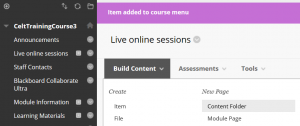 Item added to course menu
CeltTrainingCourse3
Announcements
Live online sessions
Staff Contacts
Blackboard Collaborate
Ultra
Module Information
Learning Materials
Live online sessions
Build Content
Assessments
Tools
Create
New Page
Item
Content Folder
File
Module Page